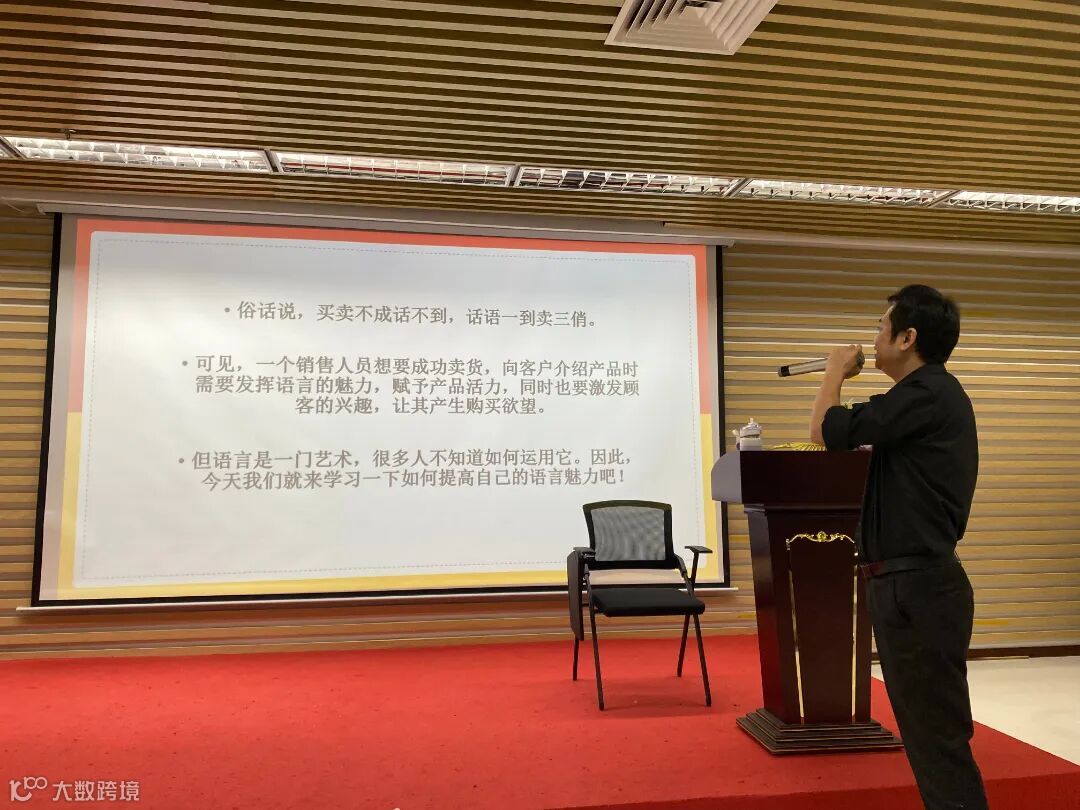 • 俗话说，买卖不成话不到，话语一到卖三俏。
• 可见，一个销售人员想要成功卖货，向客户介绍产品时
需要发挥语言的魅力，赋予产品活力，同时也要激发顾
客的兴趣，让其产生购买欲望。
• 但语言是一门艺术，很多人不知道如何运用它。因此，
今天我们就来学习一下如何提高自己的语言魅力吧！
大数跨境